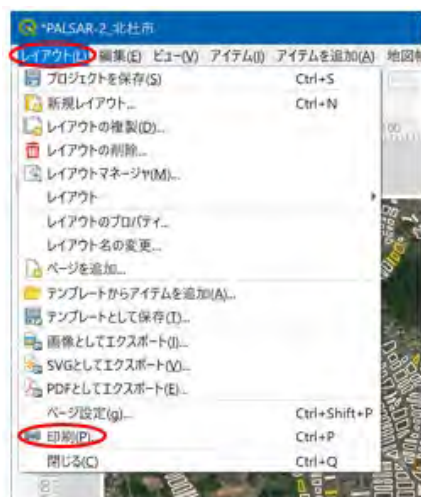 *PALSAR-2_北杜市
レイアウト(L) 編集(E) ビュー(V) アイテム(I) アイテムを追加(A) 地図帳
プロジェクトを保存(S) Ctrl+S
新規レイアウト... Ctrl+N
レイアウトの複製(D)...
レイアウトの削除...
レイアウトマネージャ(M)...
レイアウト
レイアウトのプロパティ...
レイアウト名の変更...
ページを追加...
テンプレートからアイテムを追加(A)...
テンプレートとして保存(T)...
画像としてエクスポート(I)...
SVGとしてエクスポート(V)...
PDFとしてエクスポート(E)...
ページ設定(g)... Ctrl+Shift+P
印刷(P)... Ctrl+P
閉じる(C) Ctrl+Q